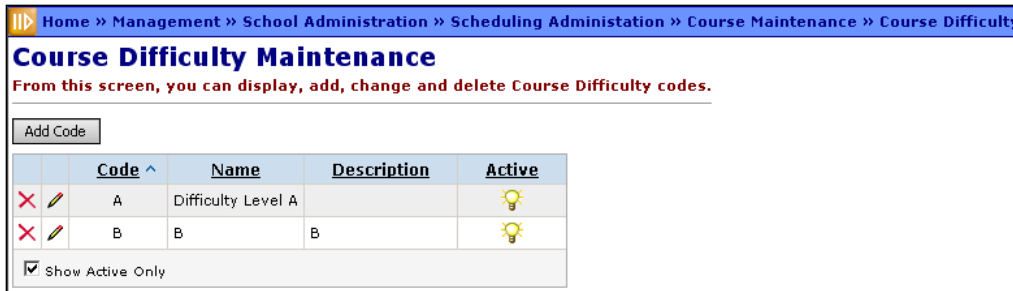 Home » Management » School Administration » Scheduling Administation » Course Maintenance » Course Difficulty
Course Difficulty Maintenance
From this screen, you can display, add, change and delete Course Difficulty codes.
Add Code
Code ^ Name Description Active
A Difficulty Level A
B B B
Show Active Only